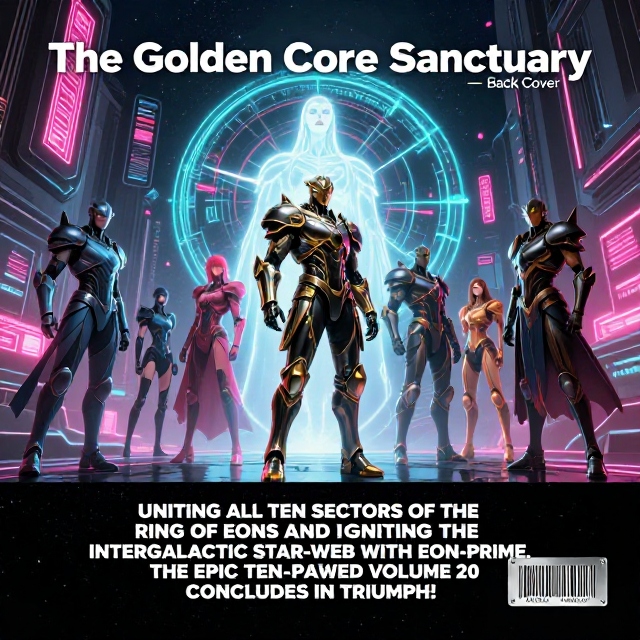 The Golden Core Sanctuary
— Back Cover
UNITING ALL TEN SECTORS OF THE
RING OF EONS AND IGNITING THE
INTERGALACTIC STAR-WEB WITH EON-PRIME.
THE EPIC TEN-PAWED VOLUME 20
CONCLUDES IN TRIUMPH!